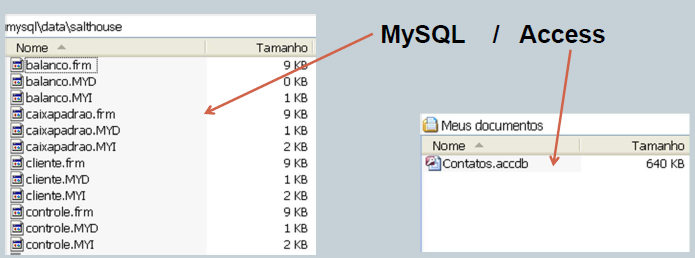 mysql\data\salthouse
Nome Tamanho
balanco.frm 9 KB
balanco.MYD 0 KB
balanco.MYI 1 KB
caixapadrao.frm 9 KB
caixapadrao.MYD 1 KB
caixapadrao.MYI 2 KB
cliente.frm 9 KB
cliente.MYD 1 KB
cliente.MYI 2 KB
controle.frm 9 KB
controle.MYD 1 KB
controle.MYI 2 KB
MySQL / Access
Meus documentos
Nome Tamanho
Contatos.accdb 640 KB